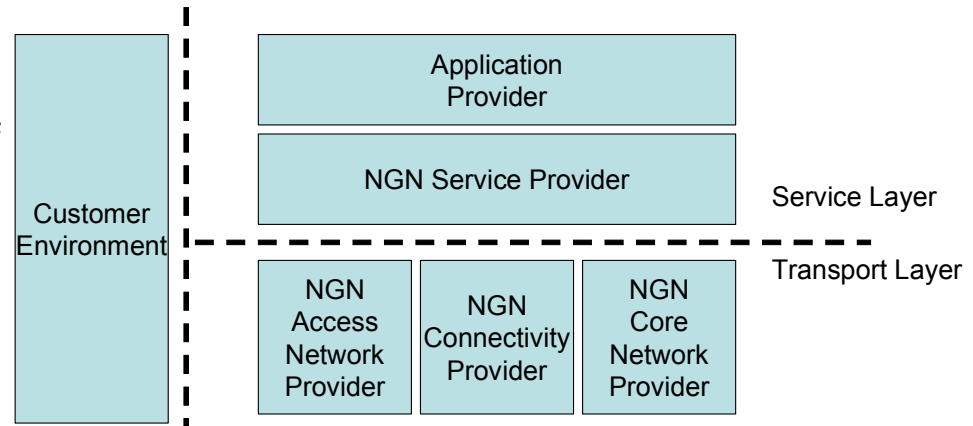 Customer
Environment
Application
Provider
NGN Service Provider
Service Layer
Transport Layer
NGN
Access
Network
Provider
NGN
Connectivity
Provider
NGN
Core
Network
Provider